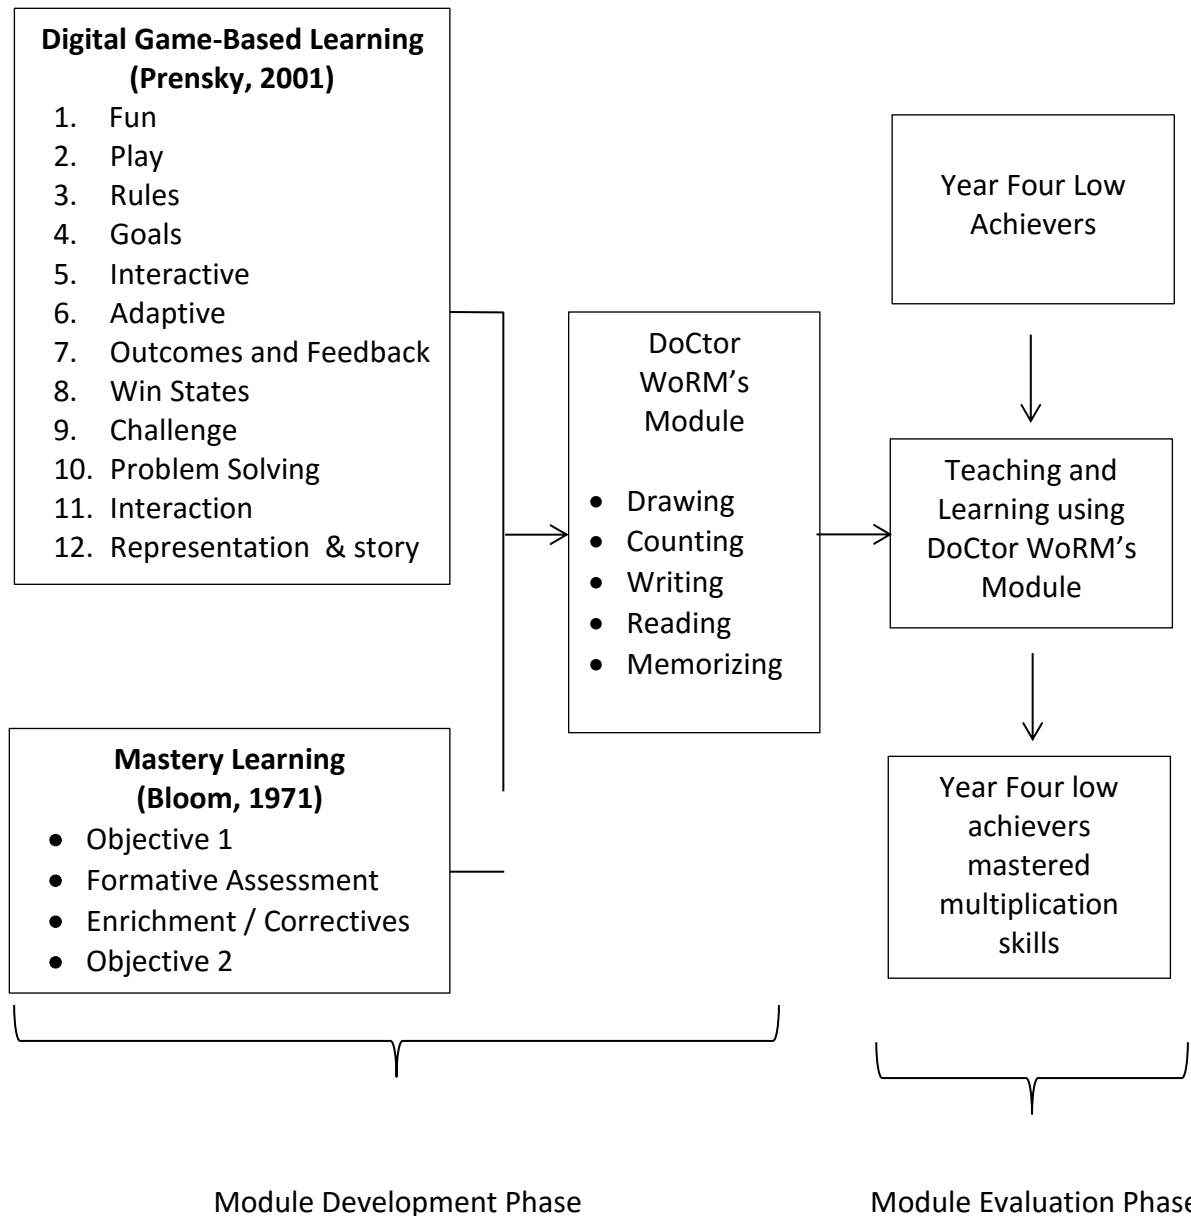 Digital Game-Based Learning
(Prensky, 2001)
1. Fun
2. Play
3. Rules
4. Goals
5. Interactive
6. Adaptive
7. Outcomes and Feedback
8. Win States
9. Challenge
10. Problem Solving
11. Interaction
12. Representation & story
Mastery Learning
(Bloom, 1971)
• Objective 1
• Formative Assessment
• Enrichment / Correctives
• Objective 2
DoCtor
WoRM’s
Module
• Drawing
• Counting
• Writing
• Reading
• Memorizing
Year Four Low
Achievers
Teaching and
Learning using
DoCtor WoRM’s
Module
Year Four low
achievers
mastered
multiplication
skills
Module Development Phase
Module Evaluation Phase